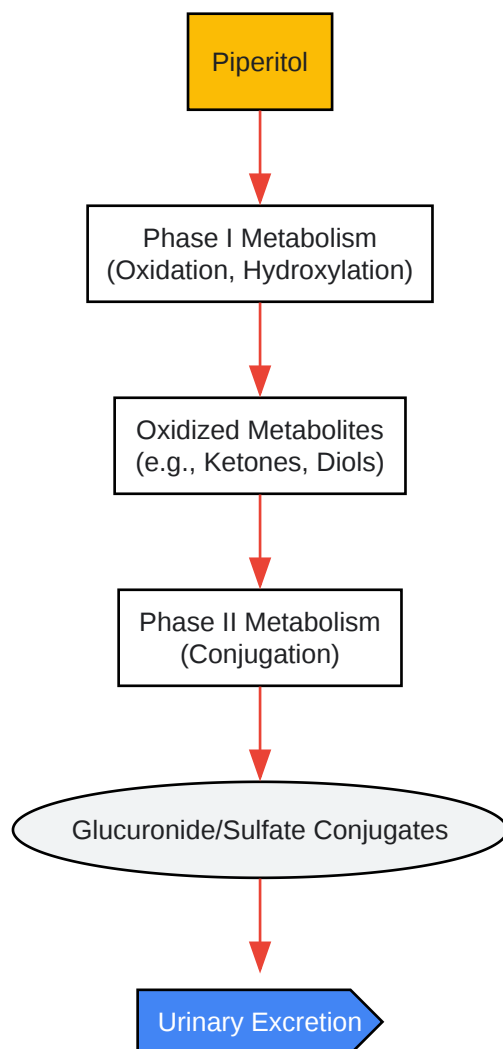 Piperitol
Phase I Metabolism
(Oxidation, Hydroxylation)
Oxidized Metabolites
(e.g., Ketones, Diols)
Phase II Metabolism
(Conjugation)
Glucuronide/Sulfate Conjugates
Urinary Excretion